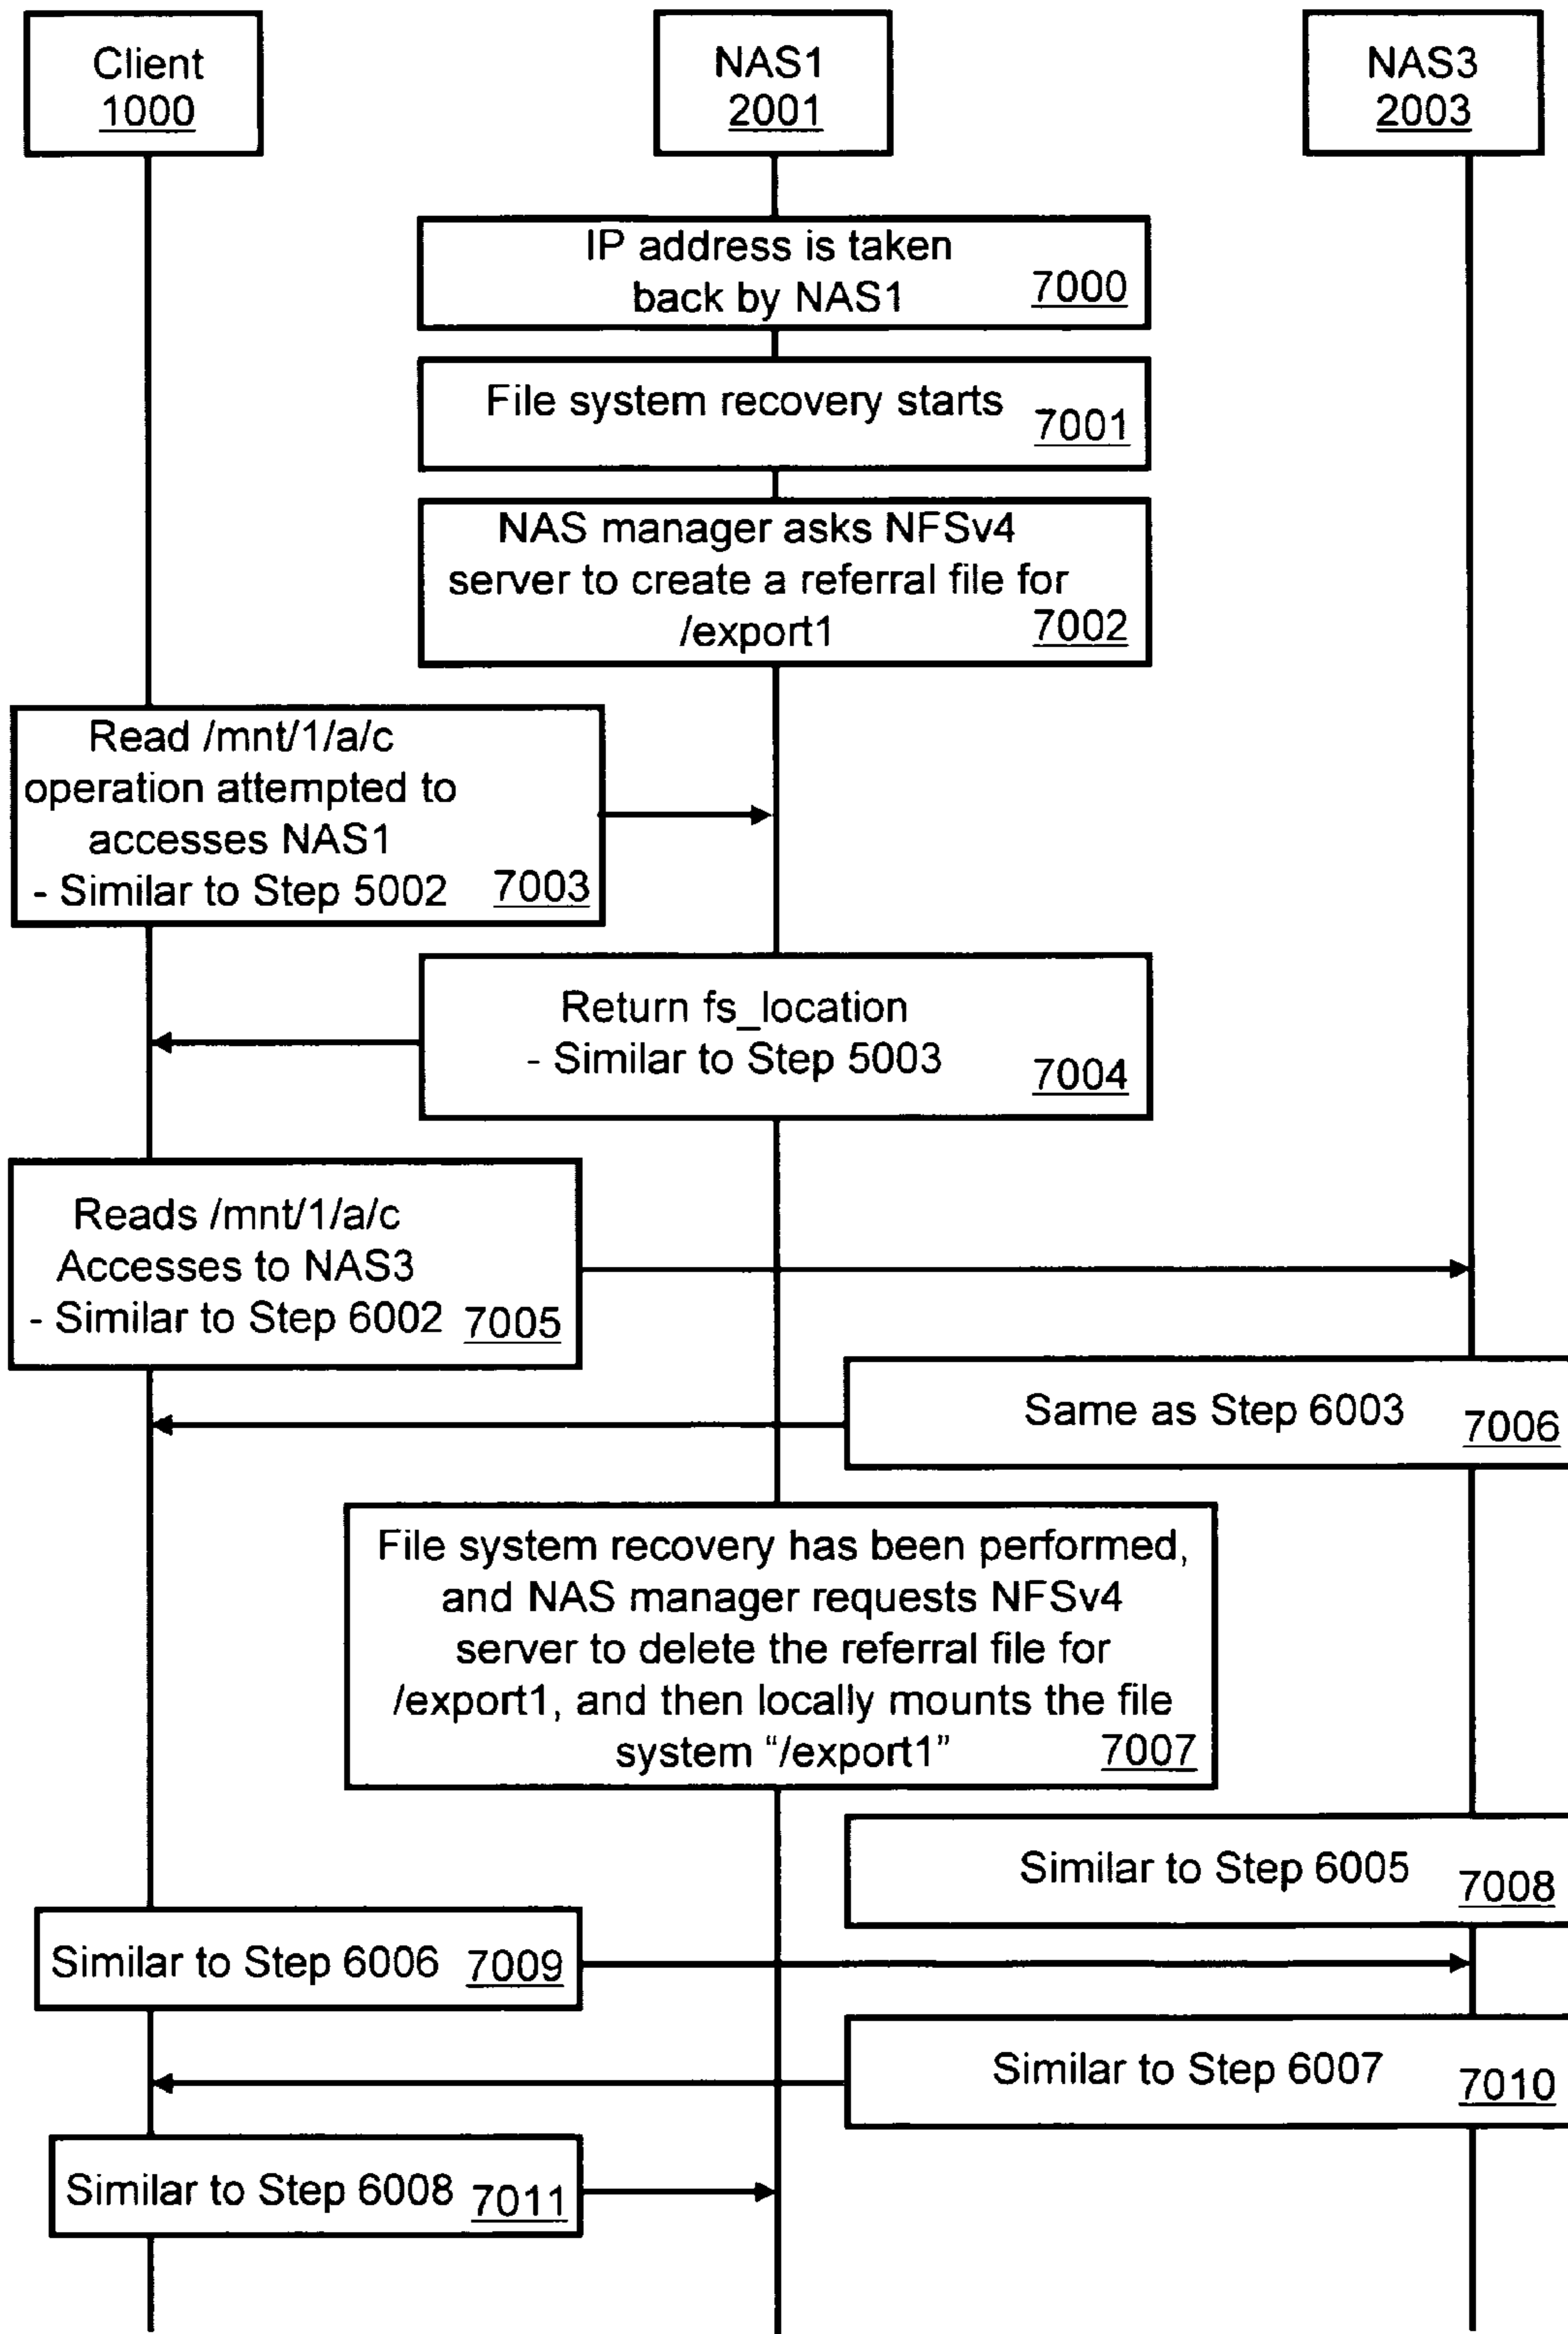 Client
1000
NAS1
2001
NAS3
2003
IP address is taken
back by NAS1
7000
File system recovery starts
7001
NAS manager asks NFSv4
server to create a referral file for
/export1
7002
Read /mnt/1/a/c
operation attempted to
accesses NAS1
- Similar to Step 5002
7003
Return fs_location
- Similar to Step 5003
7004
Reads /mnt/1/a/c
Accesses to NAS3
- Similar to Step 6002
7005
Same as Step 6003
7006
File system recovery has been performed,
and NAS manager requests NFSv4
server to delete the referral file for
/export1, and then locally mounts the file
system “/export1”
7007
Similar to Step 6005
7008
Similar to Step 6006
7009
Similar to Step 6007
7010
Similar to Step 6008
7011